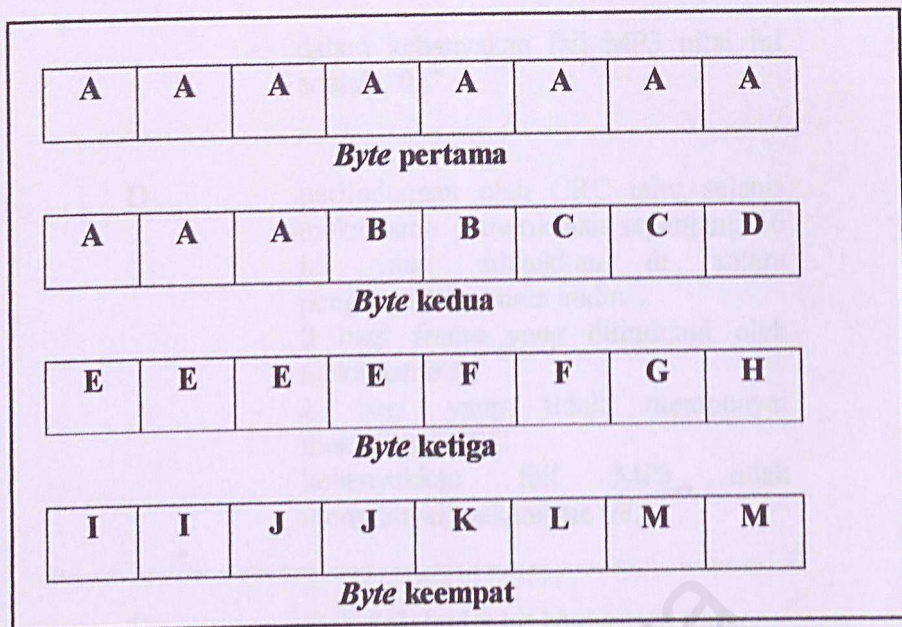 A A A A A A A A
Byte pertama
A A A B B C C D
Byte kedua
E E E E F F G H
Byte ketiga
I I J J K L M M
Byte keempat